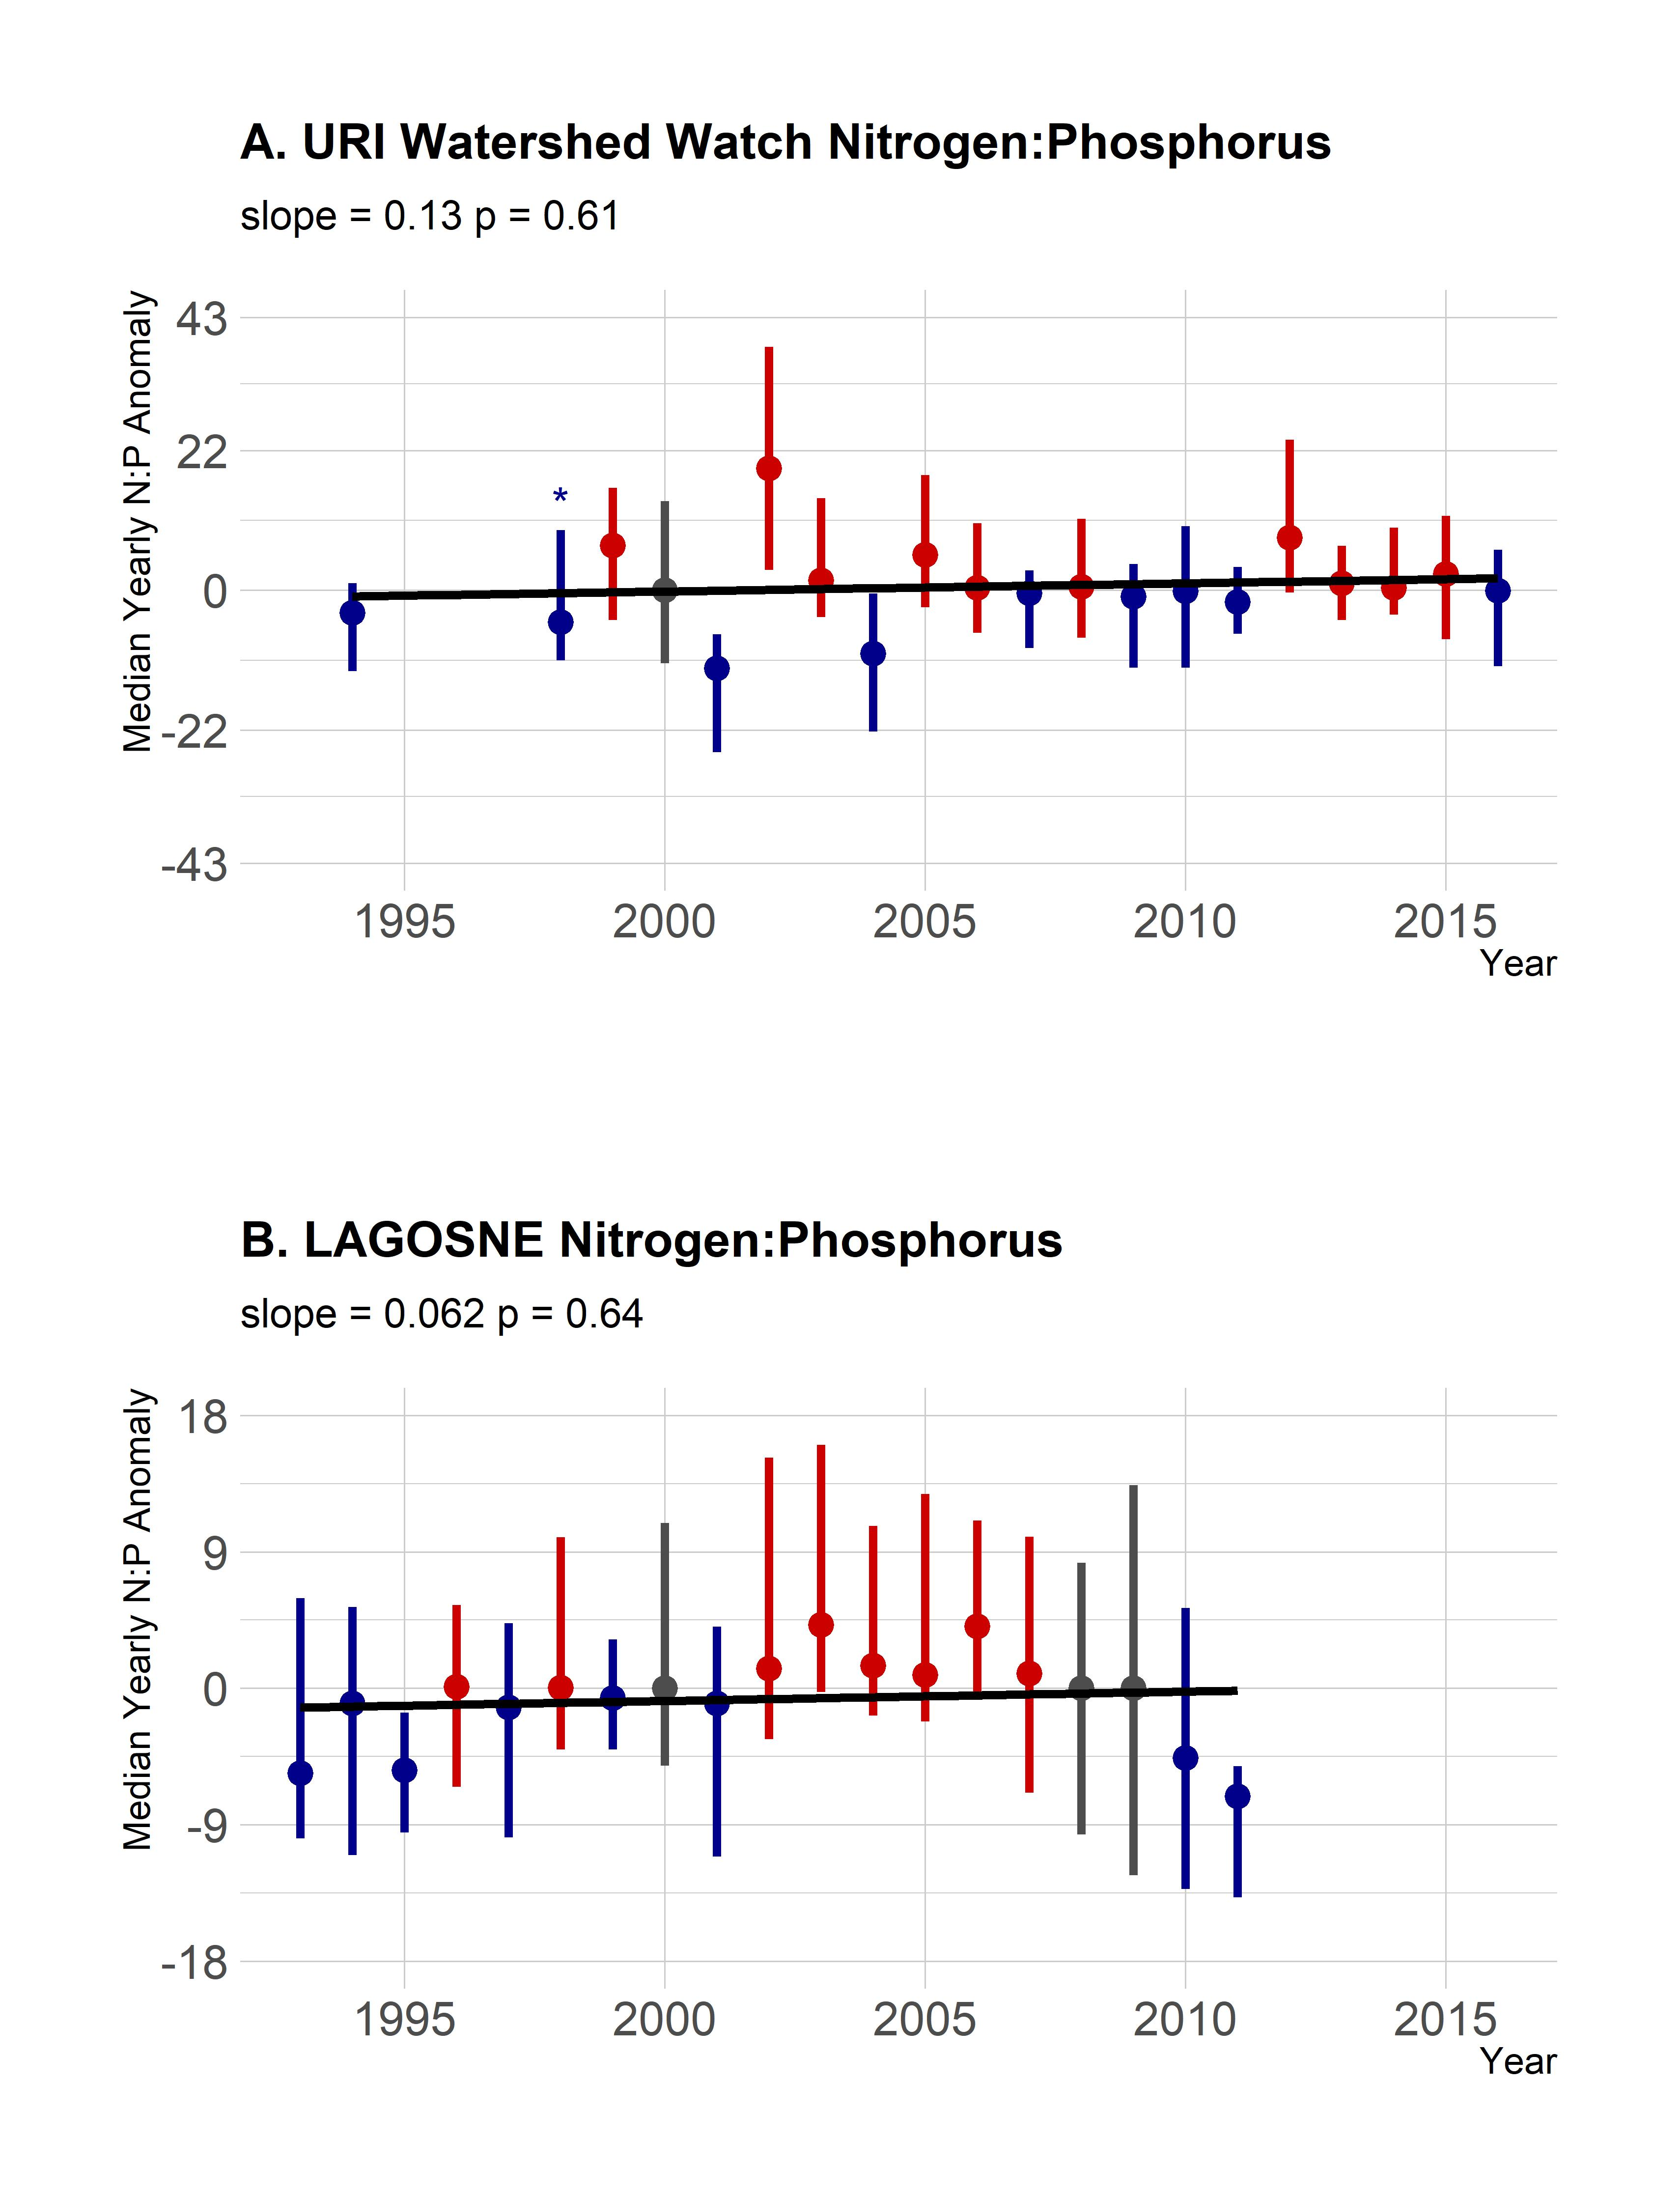 A. URI Watershed Watch Nitrogen:Phosphorus
slope = 0.13 p = 0.61
Median Yearly N:P Anomaly
43
22
0
-22
-43
*
1995 2000 2005 2010 2015
Year
B. LAGOSNE Nitrogen:Phosphorus
slope = 0.062 p = 0.64
Median Yearly N:P Anomaly
18
9
0
-9
-18
1995 2000 2005 2010 2015
Year